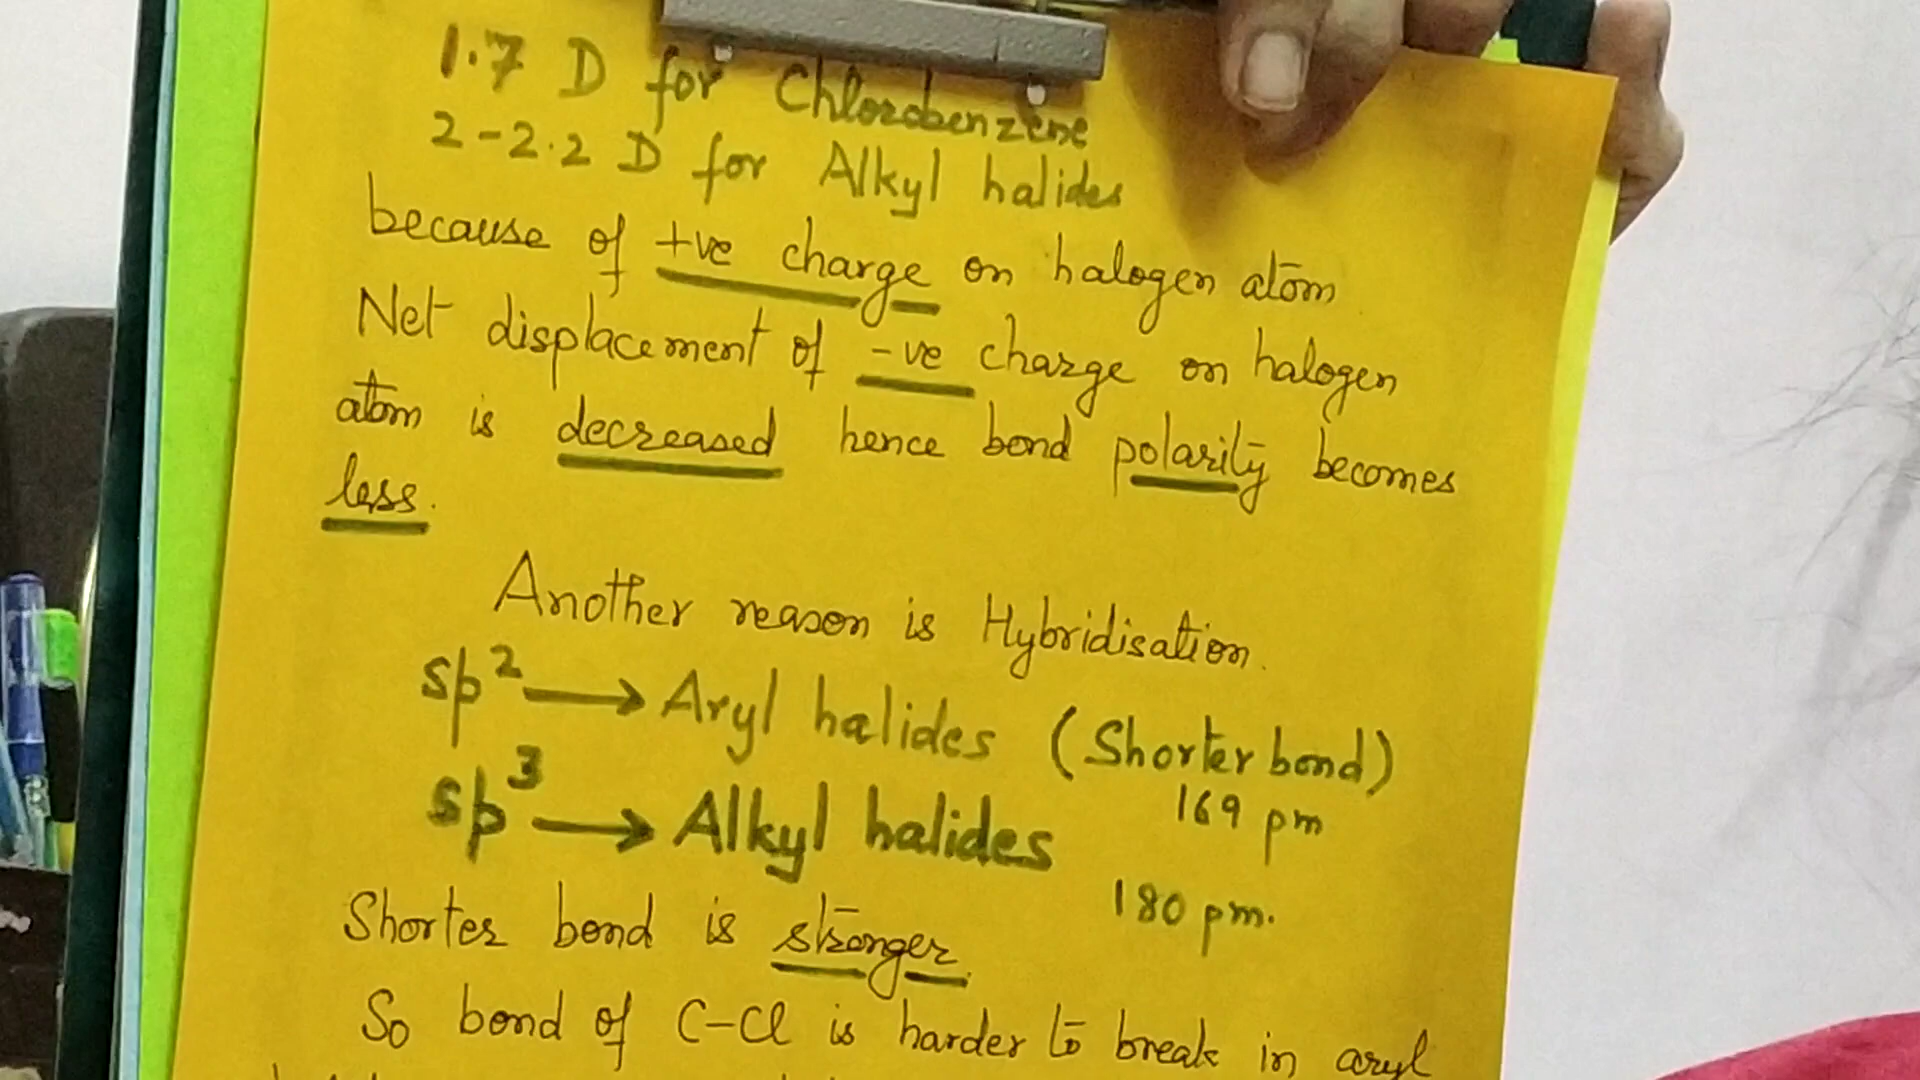 1.7 D for Chlorobenzene
2-2.2 D for Alkyl halides
because of +ve charge on halogen atom
Net displacement of -ve charge on halogen
atom is decreased hence bond polarity becomes
less.
Another reason is Hybridisation.
sp² → Aryl halides (Shorter bond)
169 pm
sp³ → Alkyl halides
180 pm.
Shorter bond is stronger.
So bond of C-Cl is harder to break in aryl